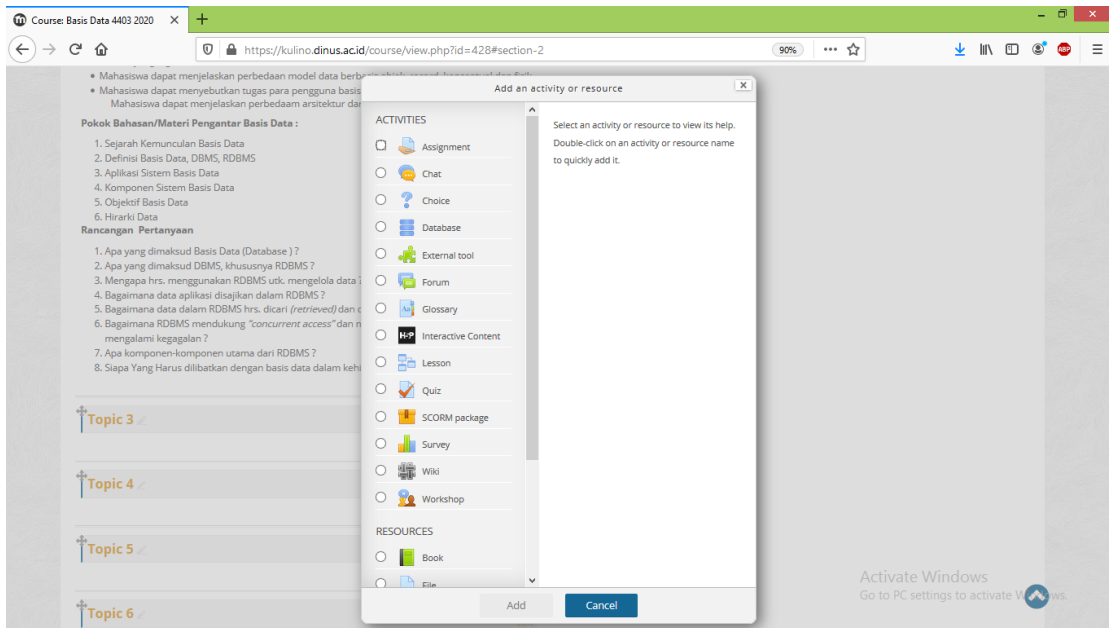 Course: Basis Data 4403 2020
https://kulino.dinus.ac.id/course/view.php?id=428#section-2
90%
ABP
Mahasiswa dapat menjelaskan perbedaan model data
Mahasiswa dapat menyebutkan tugas para pengguna basis
Mahasiswa dapat menjelaskan perbedaam arsitektur
Pokok Bahasan/Materi Pengantar Basis Data :
1. Sejarah Kemunculan Basis Data
2. Definisi Basis Data, DBMS, RDBMS
3. Aplikasi Sistem Basis Data
4. Komponen Sistem Basis Data
5. Objektif Basis Data
6. Hirarki Data
Rancangan Pertanyaan
1. Apa yang dimaksud Basis Data (Database ) ?
2. Apa yang dimaksud DBMS, khususnya RDBMS ?
3. Mengapa hrs. menggunakan RDBMS utk. mengelola data
4. Bagaimana data aplikasi disajikan dalam RDBMS ?
5. Bagaimana data dalam RDBMS hrs. dicari (retrieved) dan
6. Bagaimana RDBMS mendukung "concurrent access" dan
mengalami kegagalan ?
7. Apa komponen-komponen utama dari RDBMS ?
8. Siapa Yang Harus dilibatkan dengan basis data dalam
Topic 3
Topic 4
Topic 5
Topic 6
Add an activity or resource
ACTIVITIES
Assignment
Chat
Choice
Database
External tool
Forum
Glossary
H5P Interactive Content
Lesson
Quiz
SCORM package
Survey
Wiki
Workshop
RESOURCES
Book
File
Select an activity or resource to view its help.
Double-click on an activity or resource name
to quickly add it.
Add
Cancel
Activate Windows
Go to PC settings to activate Windows.